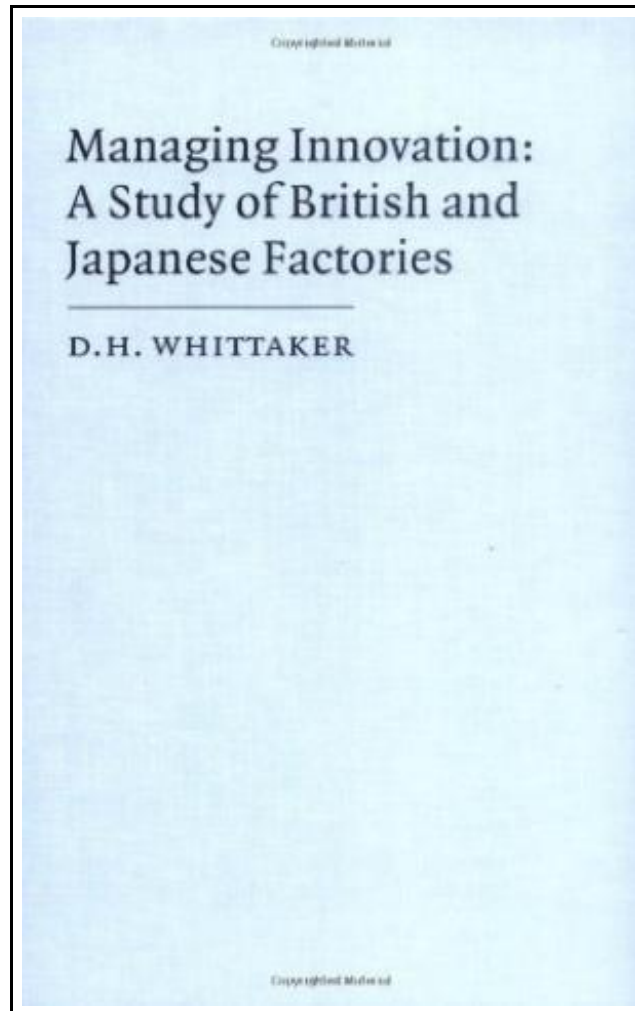 Copyrighted Material
Managing Innovation:
A Study of British and
Japanese Factories
D.H. WHITTAKER
Copyrighted Material